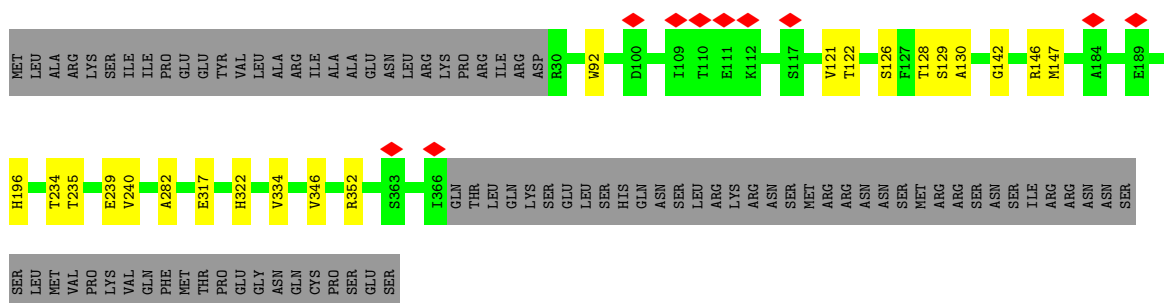 MET LEU ALA ARG LYS SER ILE ILE PRO GLU GLU TYR VAL LEU ALA ARG ILE ALA ALA GLU ASN LEU ARG LYS PRO ARG ILE ARG ASP R30 W92 D100 I109 T110 E111 K112 S117 V121 T122 S126 F127 T128 S129 A130 G142 R146 M147 A184 E189
H196 T234 T235 E239 V240 A282 E317 H322 V334 V346 R352 S363 I366 GLN THR LEU GLN LYS SER GLU LEU SER HIS GLN ASN SER LEU ARG LYS ARG ASN SER MET ARG ARG ASN ASN SER MET ARG ARG SER ASN SER ILE ARG ARG ASN ASN SER
SER LEU MET VAL PRO LYS VAL GLN PHE MET THR PRO GLU GLY ASN GLN CYS PRO SER GLU SER